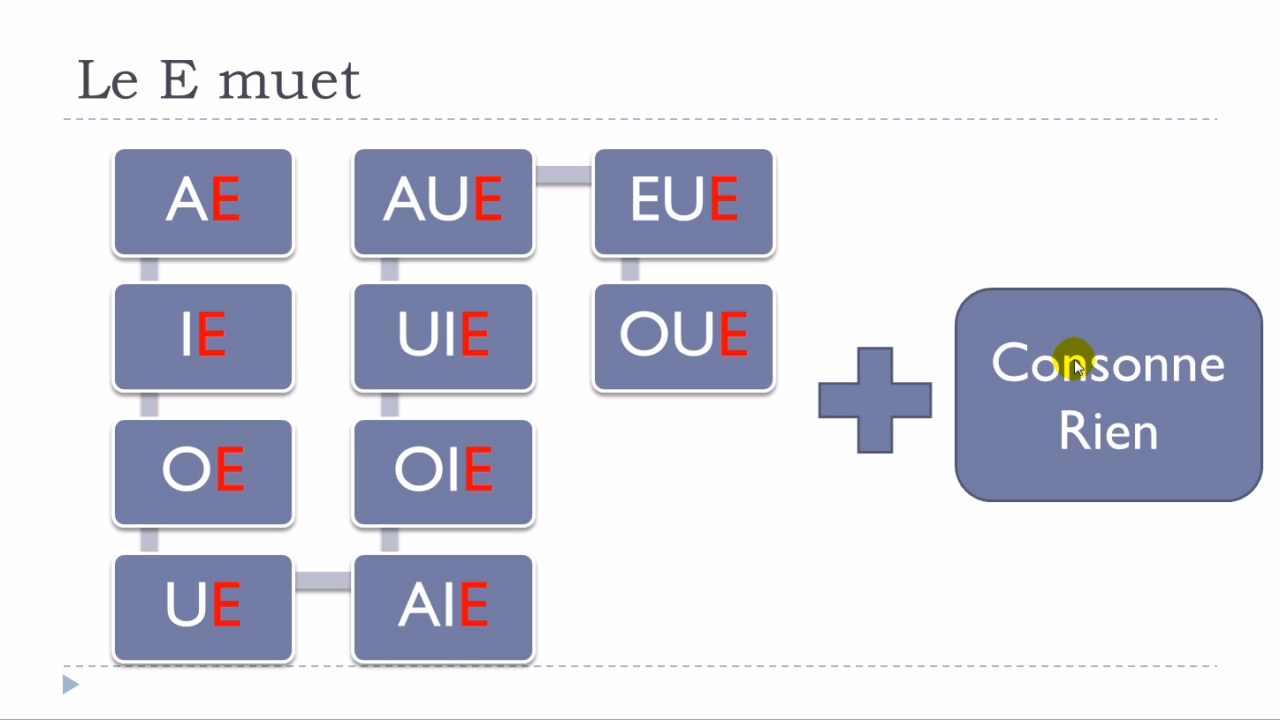 Le E muet
AE
IE
OE
UE
AUE
UIE
OIE
AIE
EUE
OUE
Consonne
Rien